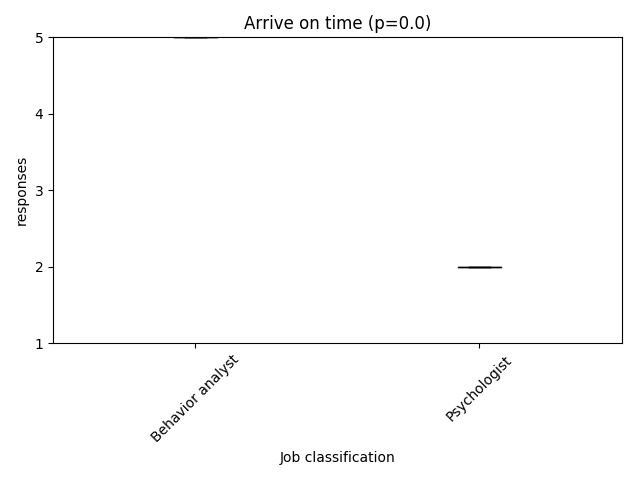 Arrive on time (p=0.0)
5
4
3
2
1
responses
Behavior analyst
Psychologist
Job classification